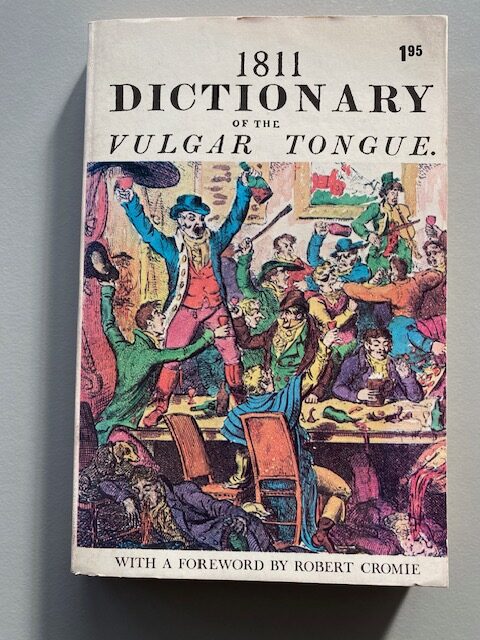 1811
1 95
DICTIONARY
OF THE
VULGAR TONGUE.
WITH A FOREWORD BY ROBERT CROMIE